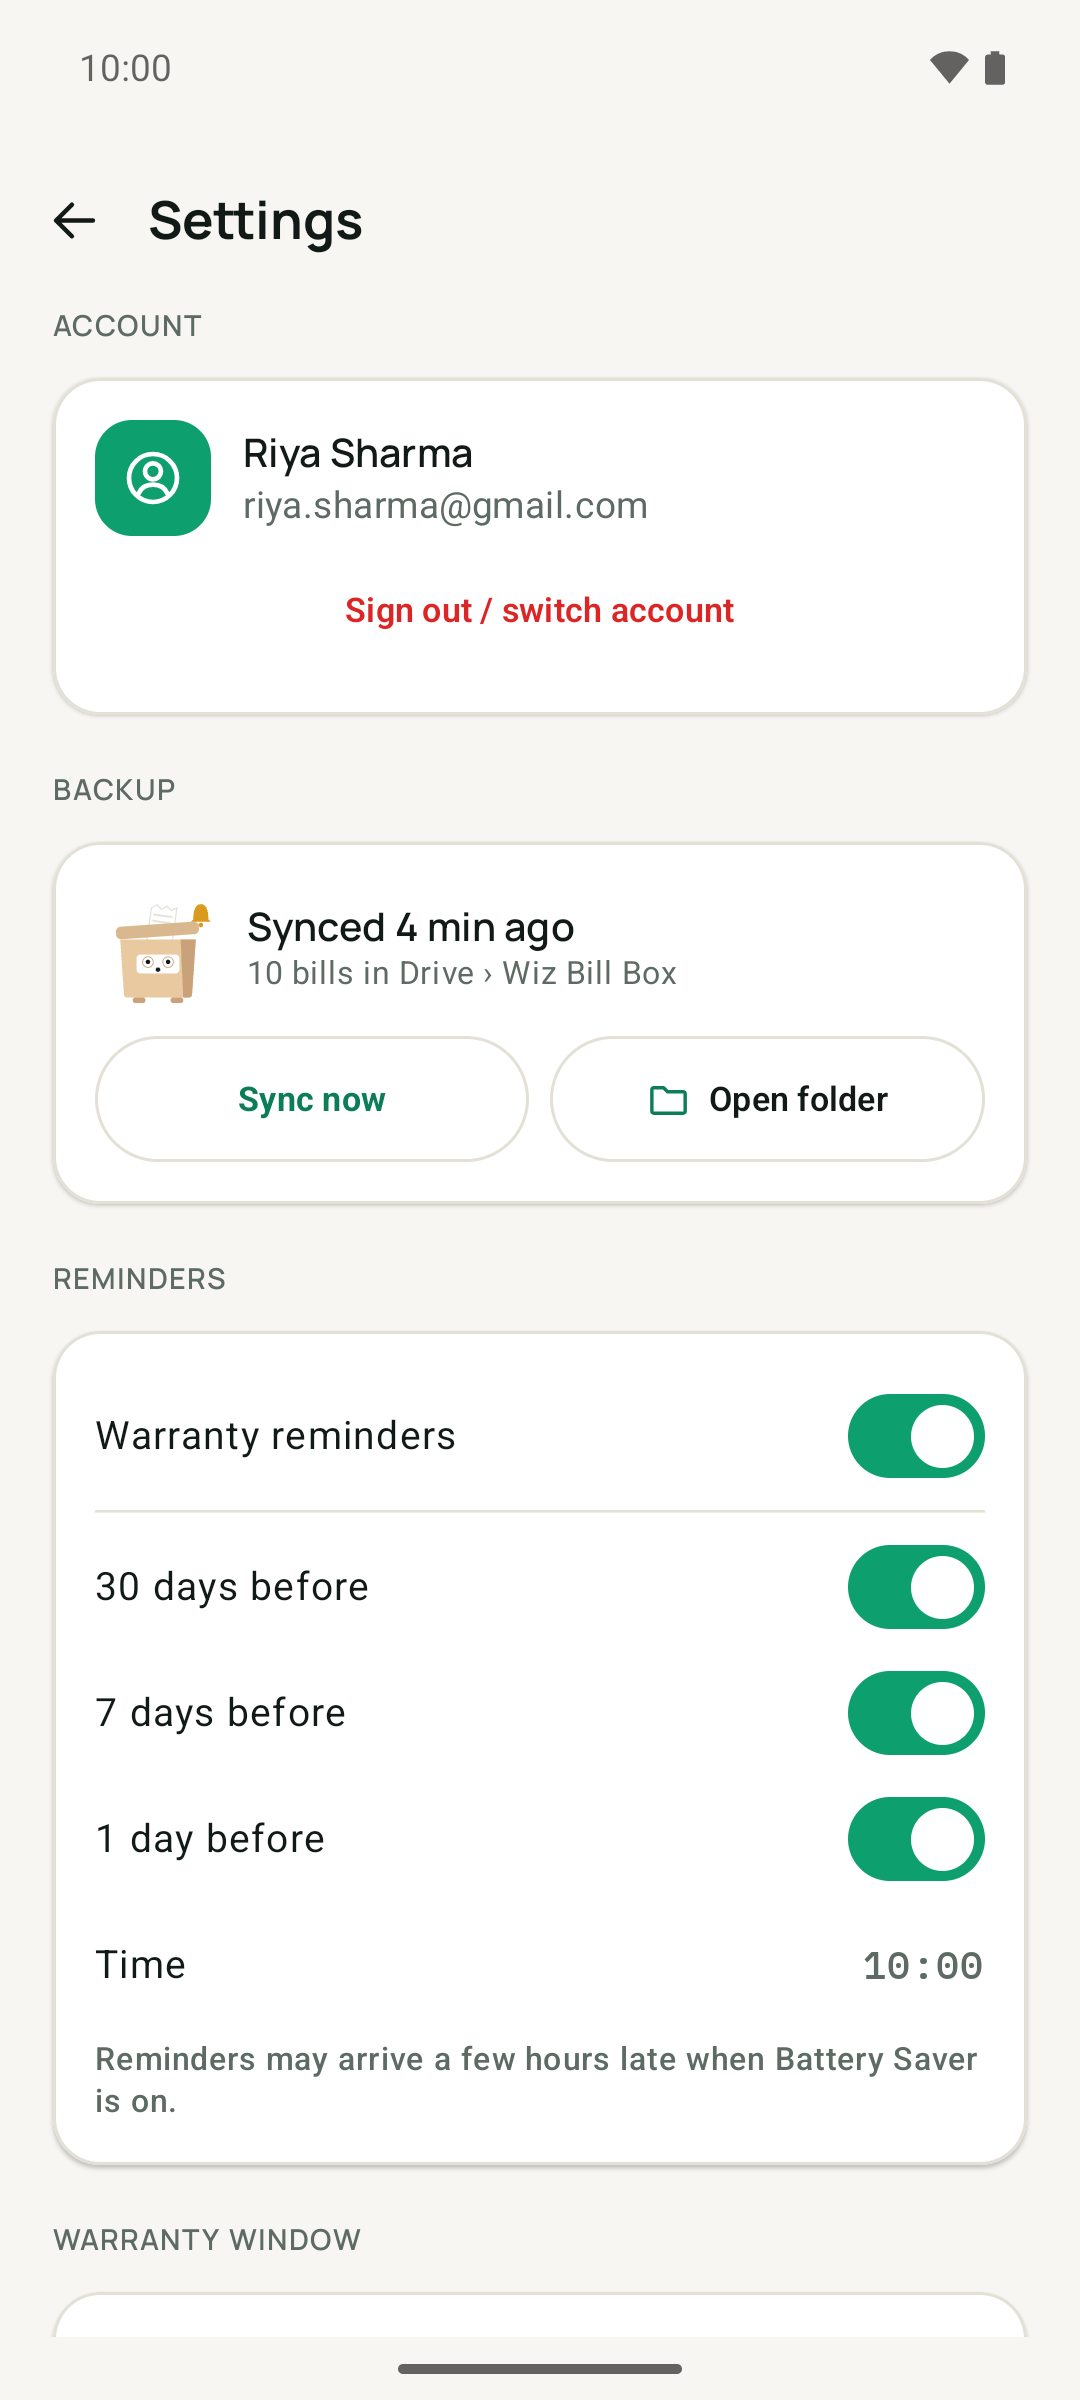 10:00
Settings
ACCOUNT
Riya Sharma
riya.sharma@gmail.com
Sign out / switch account
BACKUP
Synced 4 min ago
10 bills in Drive › Wiz Bill Box
Sync now
Open folder
REMINDERS
Warranty reminders
30 days before
7 days before
1 day before
Time
10:00
Reminders may arrive a few hours late when Battery Saver
is on.
WARRANTY WINDOW